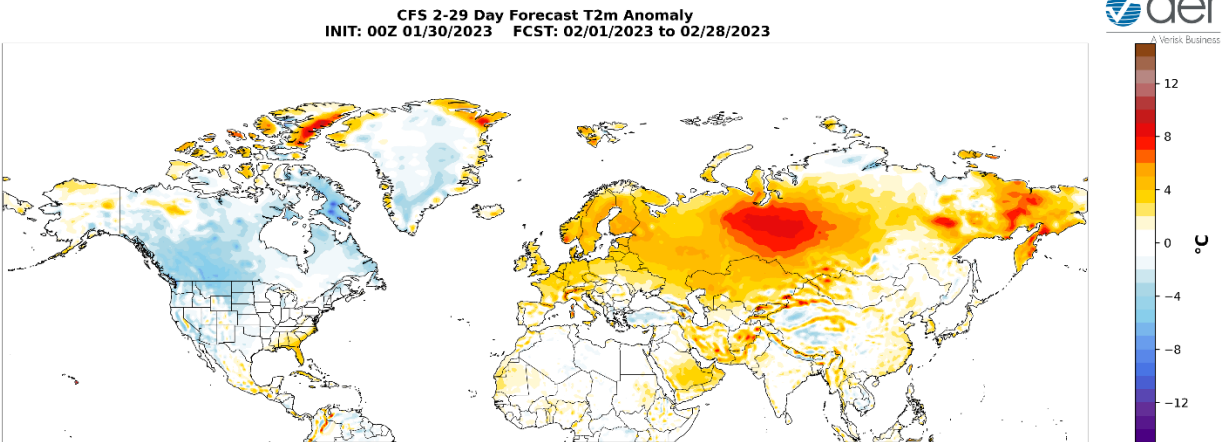 CFS 2-29 Day Forecast T2m Anomaly
INIT: 00Z 01/30/2023 FCST: 02/01/2023 to 02/28/2023
aer
A Verisk Business
12
8
4
0
−4
−8
−12
°C